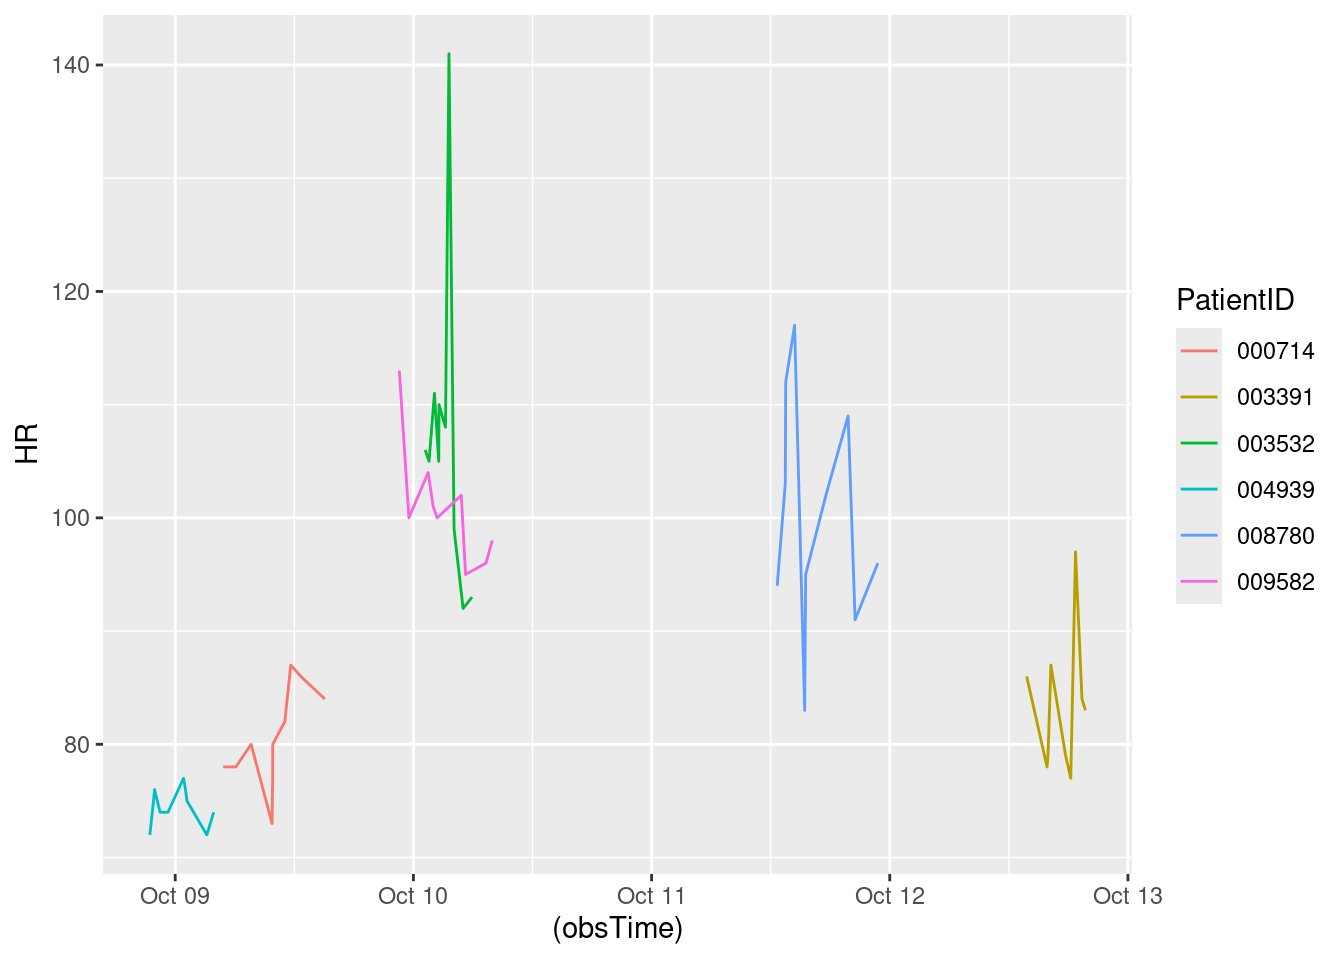 140
120
100
80
HR
Oct 09
Oct 10
Oct 11
Oct 12
Oct 13
(obsTime)
PatientID
000714
003391
003532
004939
008780
009582